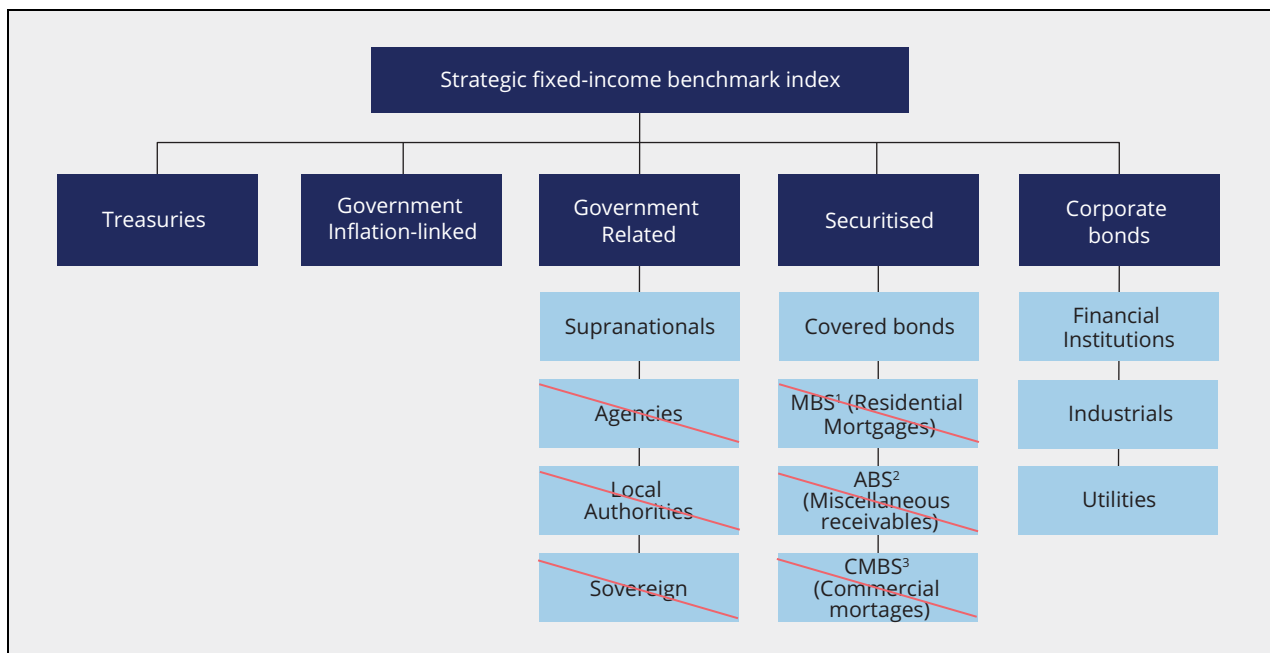 Strategic fixed-income benchmark index
Treasuries
Government
Inflation-linked
Government
Related
Securitised
Corporate
bonds
Supranationals
Agencies
Local
Authorities
Sovereign
Covered bonds
MBS¹ (Residential
Mortgages)
ABS²
(Miscellaneous
receivables)
CMBS³
(Commercial
mortages)
Financial
Institutions
Industrials
Utilities